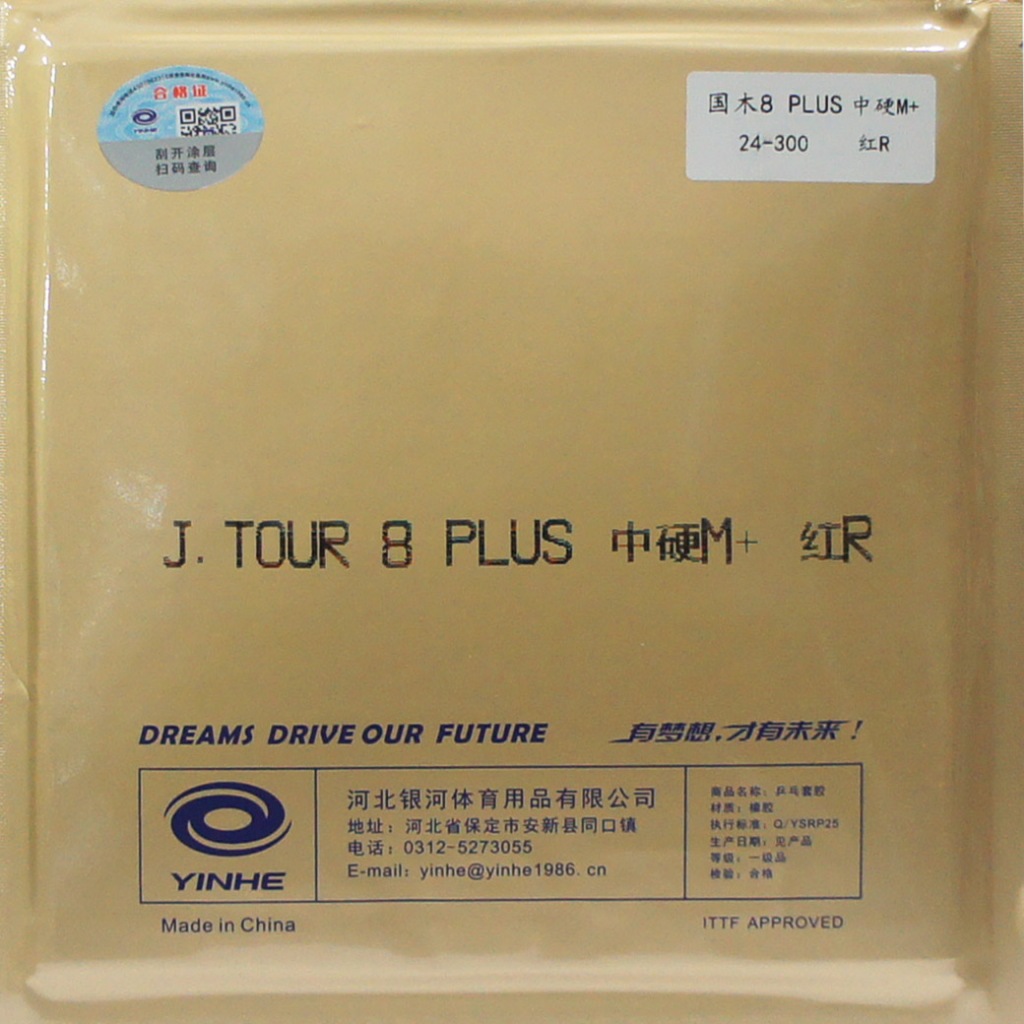 合格证
YINHE
刮开涂层
扫码查询
国木8 PLUS 中硬M+
24-300 红R
J. TOUR 8 PLUS 中硬M+ 红R
DREAMS DRIVE OUR FUTURE 有梦想，才有未来！
YINHE
河北银河体育用品有限公司
地址：河北省保定市安新县同口镇
电话：0312-5273055
E-mail: yinhe@yinhe1986.cn
商品名称：乒乓套胶
材质：橡胶
执行标准：Q/YSRP25
生产日期：见产品
等级：一级品
检验：合格
Made in China
ITTF APPROVED